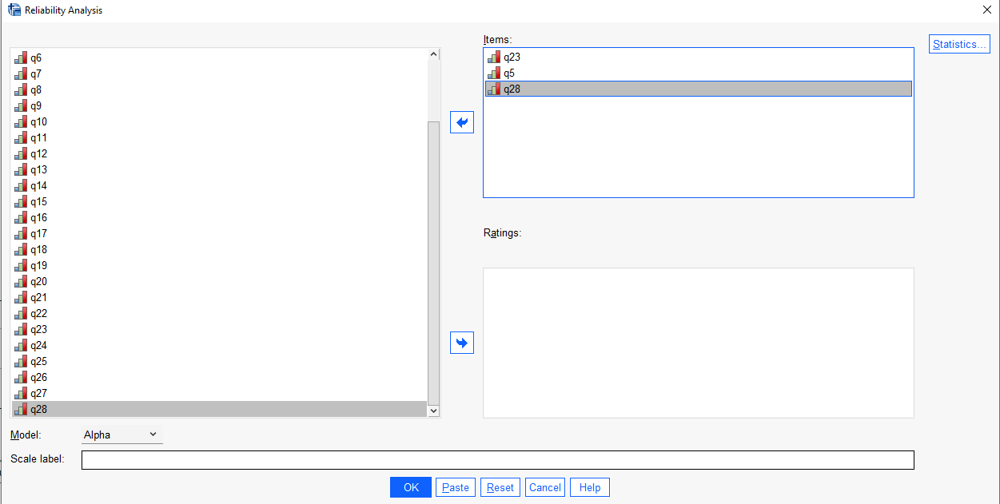 Reliability Analysis
q6
q7
q8
q9
q10
q11
q12
q13
q14
q15
q16
q17
q18
q19
q20
q21
q22
q23
q24
q25
q26
q27
q28
Items:
q23
q5
q28
Statistics...
Ratings:
Model:
Alpha
Scale label:
OK
Paste
Reset
Cancel
Help